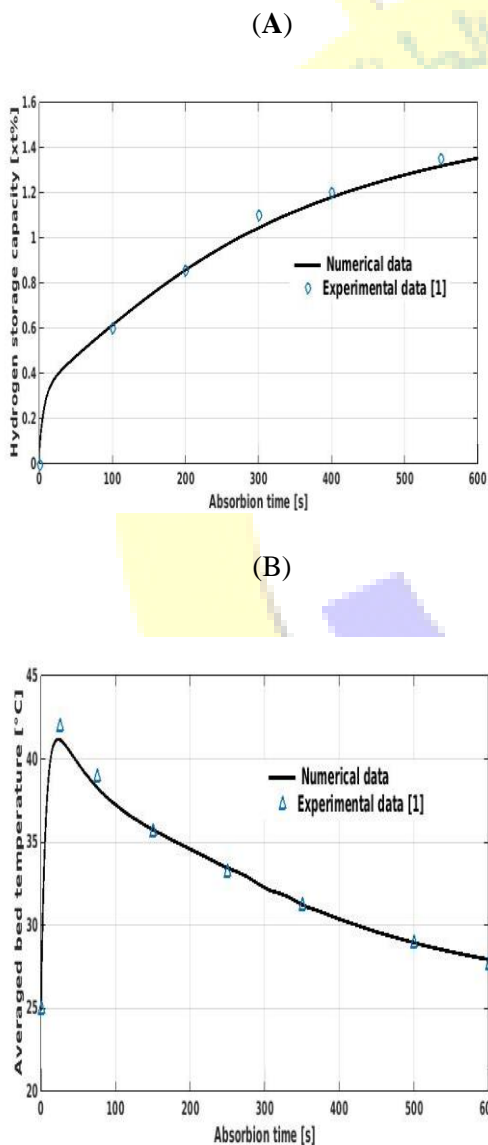 (A)
Hydrogen storage capacity [xt%]
1.6
1.4
1.2
1
0.8
0.6
0.4
0.2
0
Numerical data
Experimental data [1]
0 100 200 300 400 500 600
Absorbion time [s]
(B)
Averaged bed temperature [°C]
45
40
35
30
25
20
Numerical data
Experimental data [1]
0 100 200 300 400 500 600
Absorbion time [s]